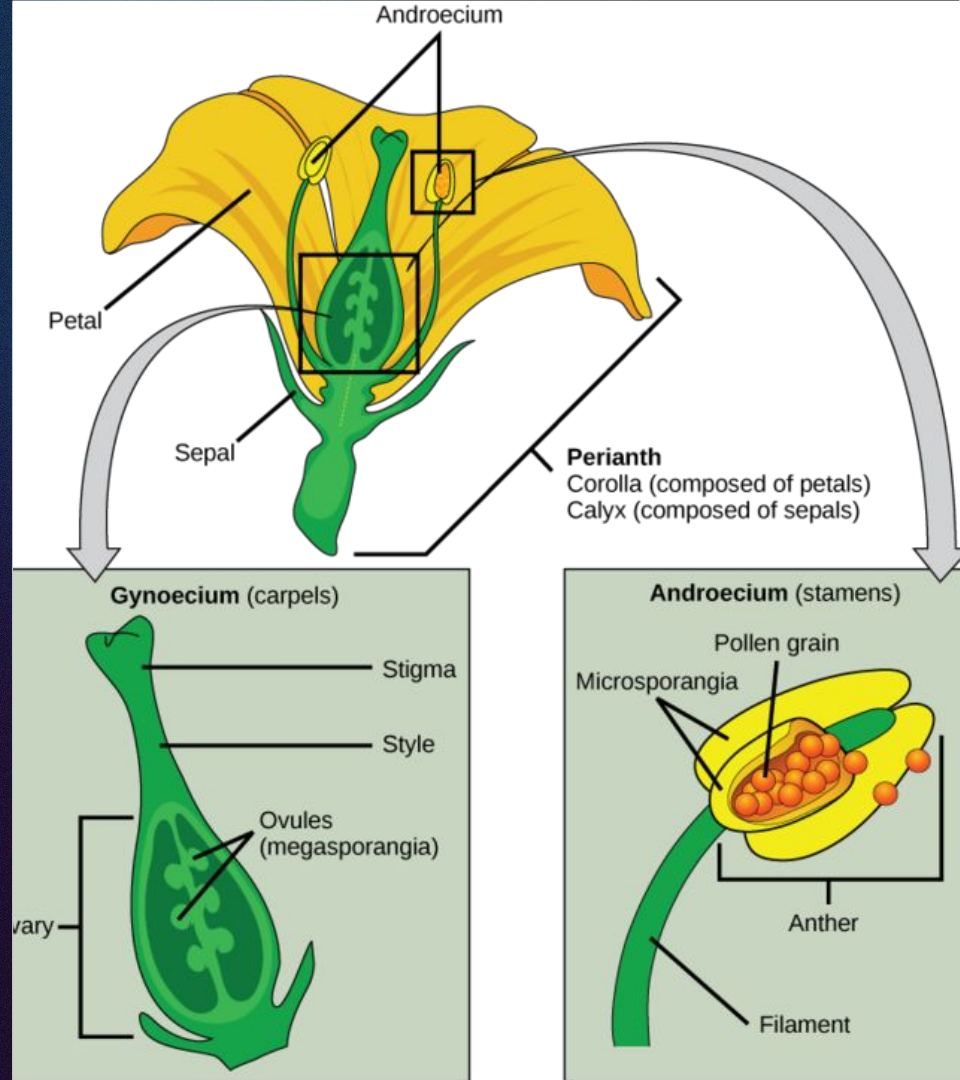 Androecium
Petal
Sepal
Perianth
Corolla (composed of petals)
Calyx (composed of sepals)
Gynoecium (carpels)
Stigma
Style
Ovules
(megasporangia)
vary
Androecium (stamens)
Pollen grain
Microsporangia
Anther
Filament